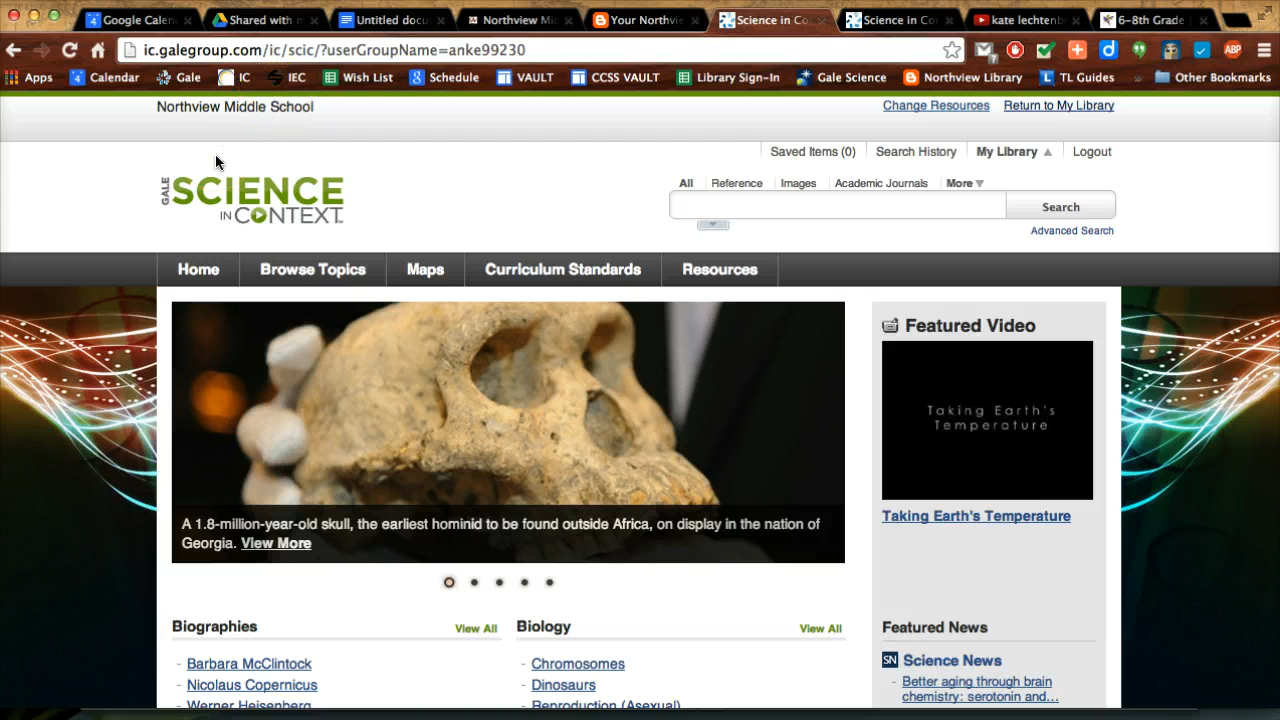 Google Calen
Shared with m
Untitled docu
Northview Mi
Your Northvie
Science in Co
Science in Co
kate lechtenb
6-8th Grade
ic.galegroup.com/ic/scic/?userGroupName=anke99230
Apps
Calendar
Gale
IC
IEC
Wish List
Schedule
VAULT
CCSS VAULT
Library Sign-In
Gale Science
Northview Library
TL Guides
»
Other Bookmarks
Northview Middle School
Change Resources
Return to My Library
Saved Items (0)
Search History
My Library
Logout
GALE
SCIENCE
IN CONTEXT
All
Reference
Images
Academic Journals
More
Search
Advanced Search
Home
Browse Topics
Maps
Curriculum Standards
Resources
A 1.8-million-year-old skull, the earliest hominid to be found outside Africa, on display in the nation of
Georgia. View More
Featured Video
Taking Earth's
Temperature
Taking Earth's Temperature
Biographies
View All
- Barbara McClintock
- Nicolaus Copernicus
- Werner Heisenberg
Biology
View All
- Chromosomes
- Dinosaurs
- Reproduction (Asexual)
Featured News
SN Science News
- Better aging through brain
chemistry: serotonin and...